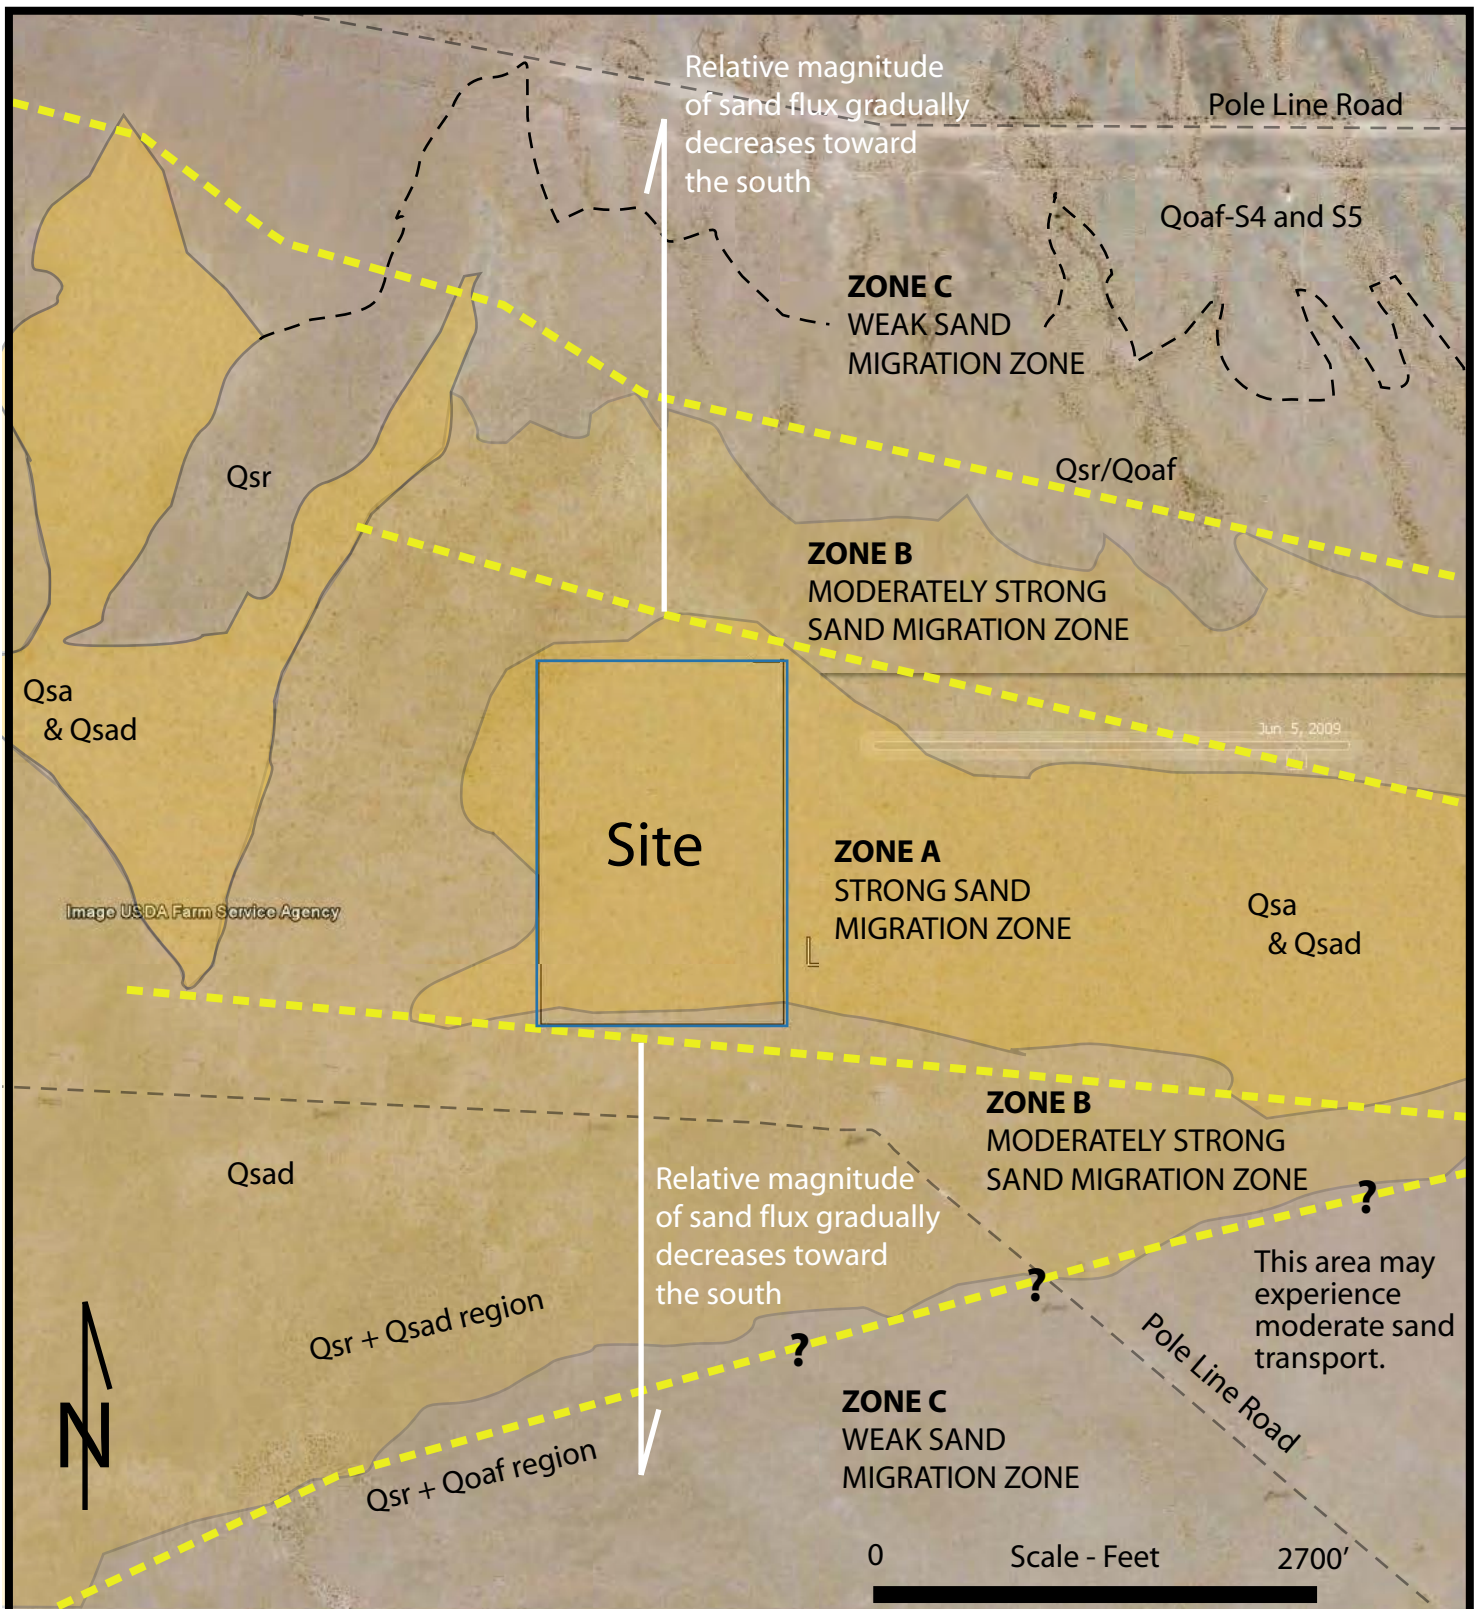 Relative magnitude
of sand flux gradually
decreases toward
the south
Pole Line Road
Qoaf-S4 and S5
ZONE C
WEAK SAND
MIGRATION ZONE
Qsr
Qsr/Qoaf
ZONE B
MODERATELY STRONG
SAND MIGRATION ZONE
Qsa
& Qsad
Jun 5, 2009
Site
ZONE A
STRONG SAND
MIGRATION ZONE
Image USDA Farm Service Agency
Qsa
& Qsad
L
ZONE B
MODERATELY STRONG
SAND MIGRATION ZONE
Qsad
Relative magnitude
of sand flux gradually
decreases toward
the south
?
?
?
This area may
experience
moderate sand
transport.
Qsr + Qsad region
Pole Line Road
N
Qsr + Qoaf region
ZONE C
WEAK SAND
MIGRATION ZONE
0 Scale - Feet 2700'